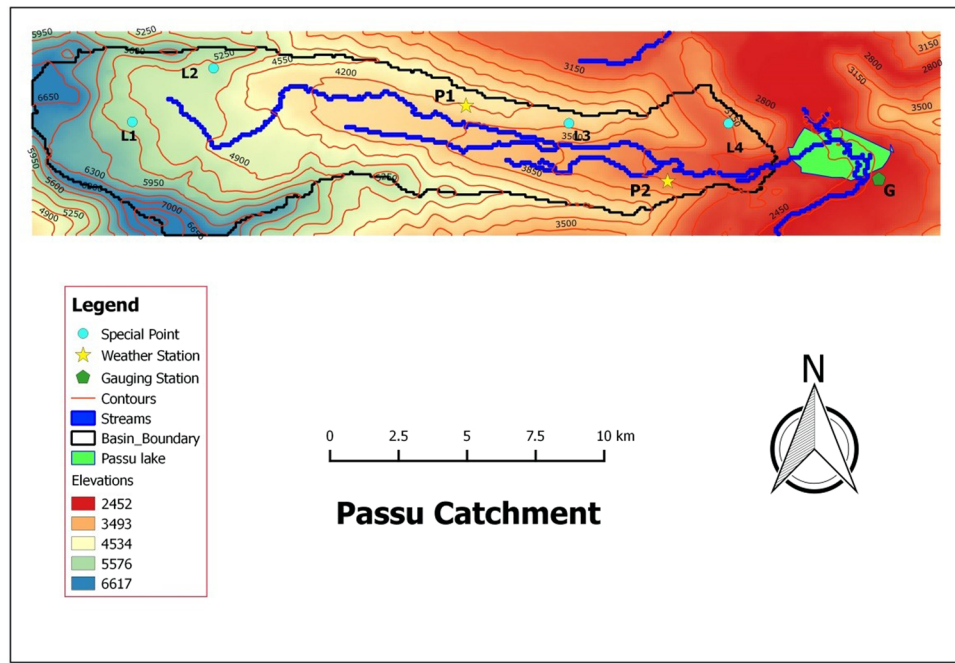 5950
5250
5600
5250
4550
4200
3150
2800
3150
2800
3150
3500
6650
L2
P1
L1
L3
3500
L4
4900
3850
P2
G
5950
6300
5600
5950
7000
5250
4900
6650
5250
3500
2450
Legend
Special Point
Weather Station
Gauging Station
Contours
Streams
Basin_Boundary
Passu lake
Elevations
2452
3493
4534
5576
6617
0 2.5 5 7.5 10 km
Passu Catchment
N